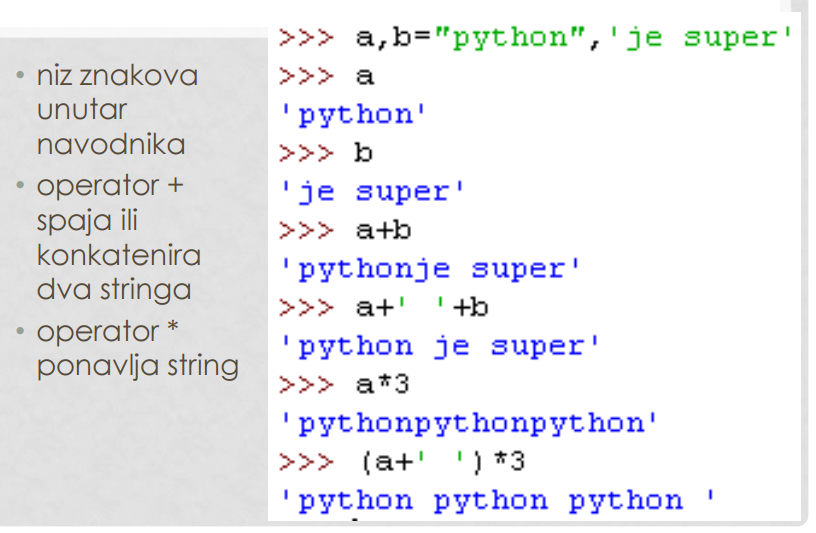 • niz znakova
unutar
navodnika
• operator +
spaja ili
konkatenira
dva stringa
• operator *
ponavlja string
>>> a,b="python",'je super'
>>> a
'python'
>>> b
'je super'
>>> a+b
'pythonje super'
>>> a+' '+b
'python je super'
>>> a*3
'pythonpythonpython'
>>> (a+' ')*3
'python python python '